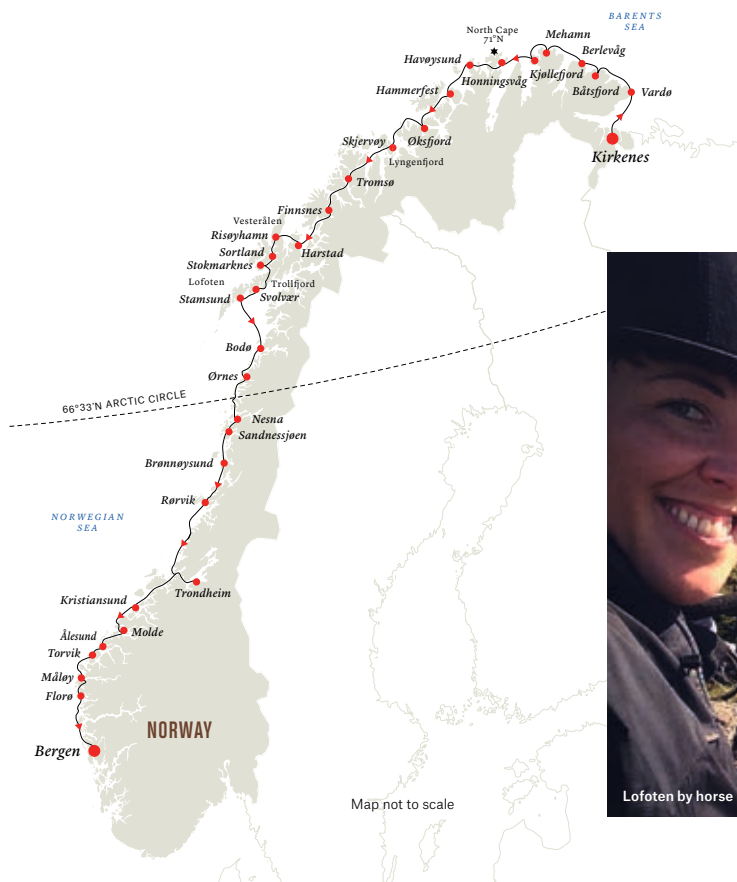 BARENTS
SEA
North Cape
71°N
Mehamn
Berlevåg
Havøysund
Kjøllefjord
Honningsvåg
Båtsfjord
Vardø
Hammerfest
Skjervøy
Øksfjord
Lyngenfjord
Kirkenes
Tromsø
Finnsnes
Vesterålen
Risøyhamn
Sortland
Harstad
Stokmarknes
Lofoten
Trollfjord
Stamsund
Svolvær
Bodø
Ørnes
66°33'N ARCTIC CIRCLE
Nesna
Sandnessjøen
Brønnøysund
Rørvik
NORWEGIAN
SEA
Trondheim
Kristiansund
Molde
Ålesund
Torvik
Måløy
Florø
NORWAY
Bergen
Map not to scale
Lofoten by horse